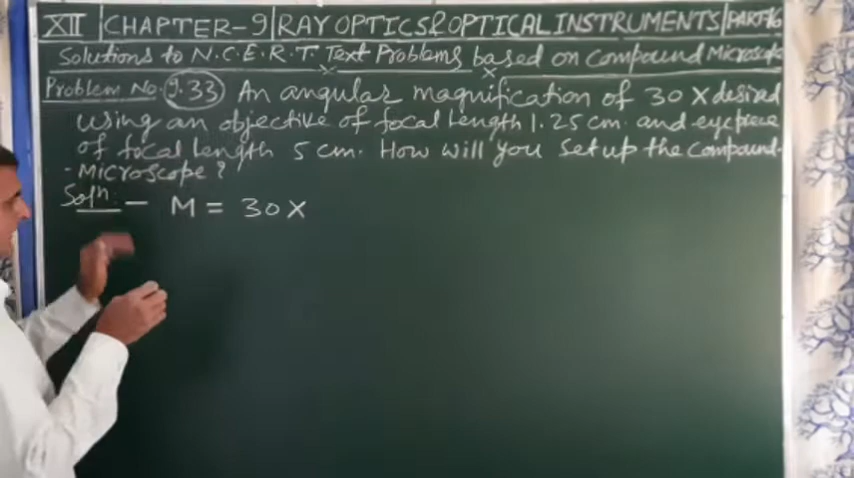 XII | CHAPTER-9 | RAY OPTICS & OPTICAL INSTRUMENTS | PART-16
Solutions to N.C.E.R.T. Text Problems based on Compound Microscope
Problem No. 9.33 An angular magnification of 30 X desired
using an objective of focal length 1.25 cm. and eyepiece
of focal length 5 cm. How will you set up the compound-
-Microscope?
Soln:- M = 30 X